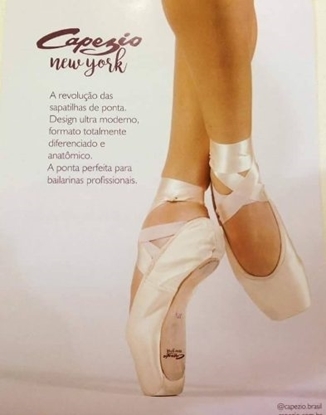 Capezio
new york
A revolução das
sapatilhas de ponta.
Design ultra moderno,
formato totalmente
diferenciado e
anatômico.
A ponta perfeita para
bailarinas profissionais.
@capezio.brasil